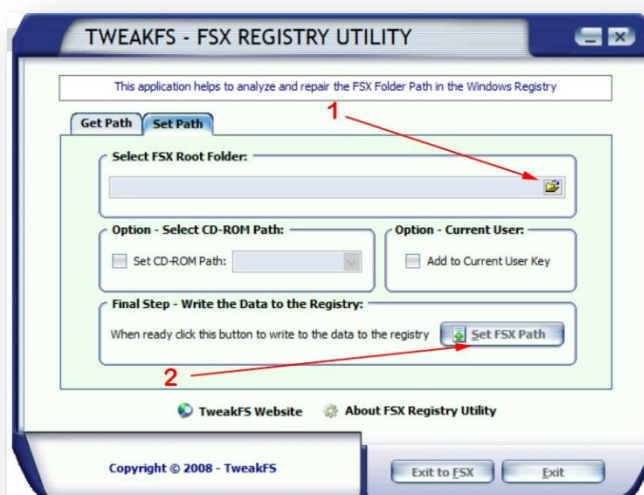 TWEAKFS - FSX REGISTRY UTILITY
This application helps to analyze and repair the FSX Folder Path in the Windows Registry
1
Get Path Set Path
Select FSX Root Folder:
Option - Select CD-ROM Path: Option - Current User:
Set CD-ROM Path: Add to Current User Key
Final Step - Write the Data to the Registry:
When ready click this button to write to the data to the registry Set FSX Path
2
TweakFS Website About FSX Registry Utility
Copyright © 2008 - TweakFS Exit to FSX Exit